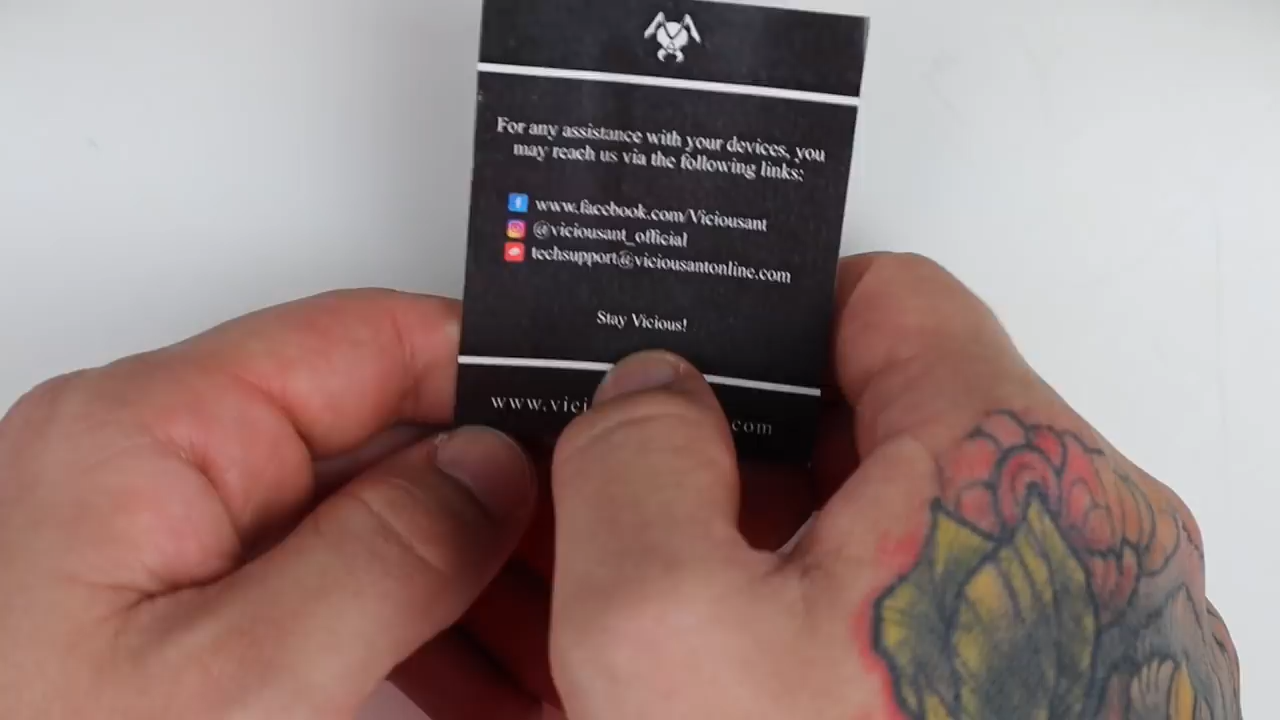 For any assistance with your devices, you
may reach us via the following links:
www.facebook.com/Viciousant
@viciousant_official
techsupport@viciousantonline.com
Stay Vicious!